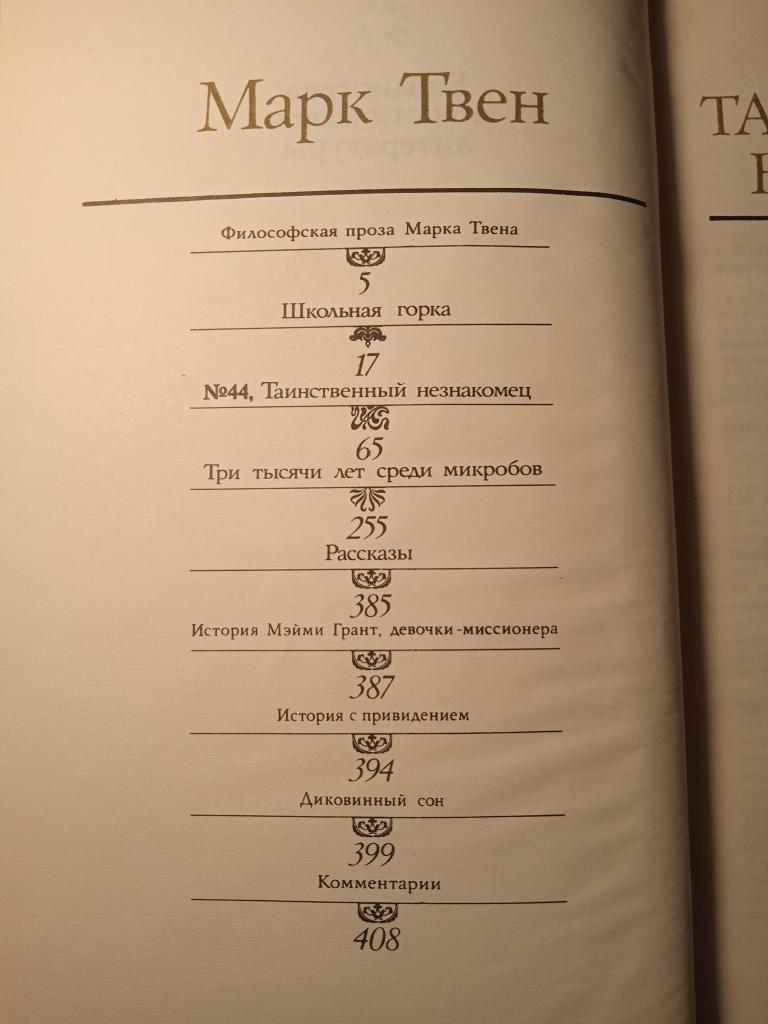 Марк Твен
Философская проза Марка Твена
5
Школьная горка
17
№44, Таинственный незнакомец
65
Три тысячи лет среди микробов
255
Рассказы
385
История Мэйми Грант, девочки-миссионера
387
История с привидением
394
Диковинный сон
399
Комментарии
408
ТА